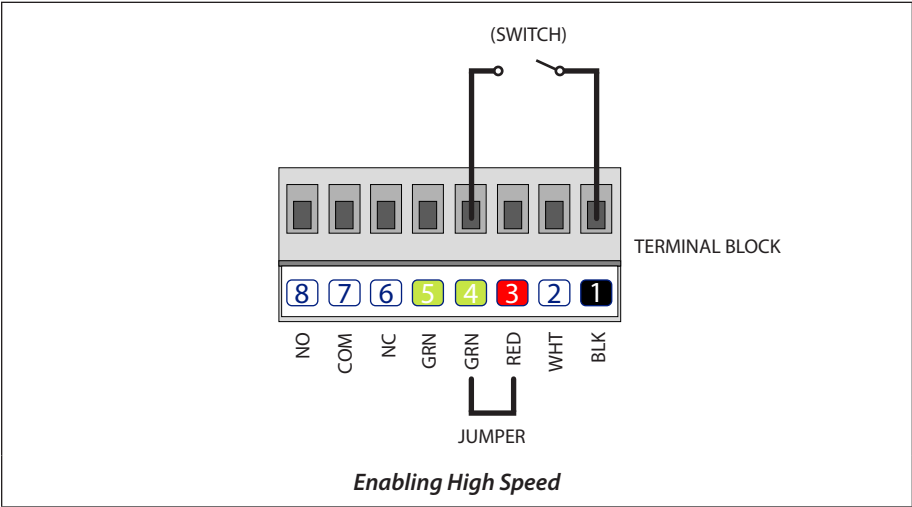 (SWITCH)
TERMINAL BLOCK
8 7 6 5 4 3 2 1
NO COM NC GRN GRN RED WHT BLK
JUMPER
Enabling High Speed